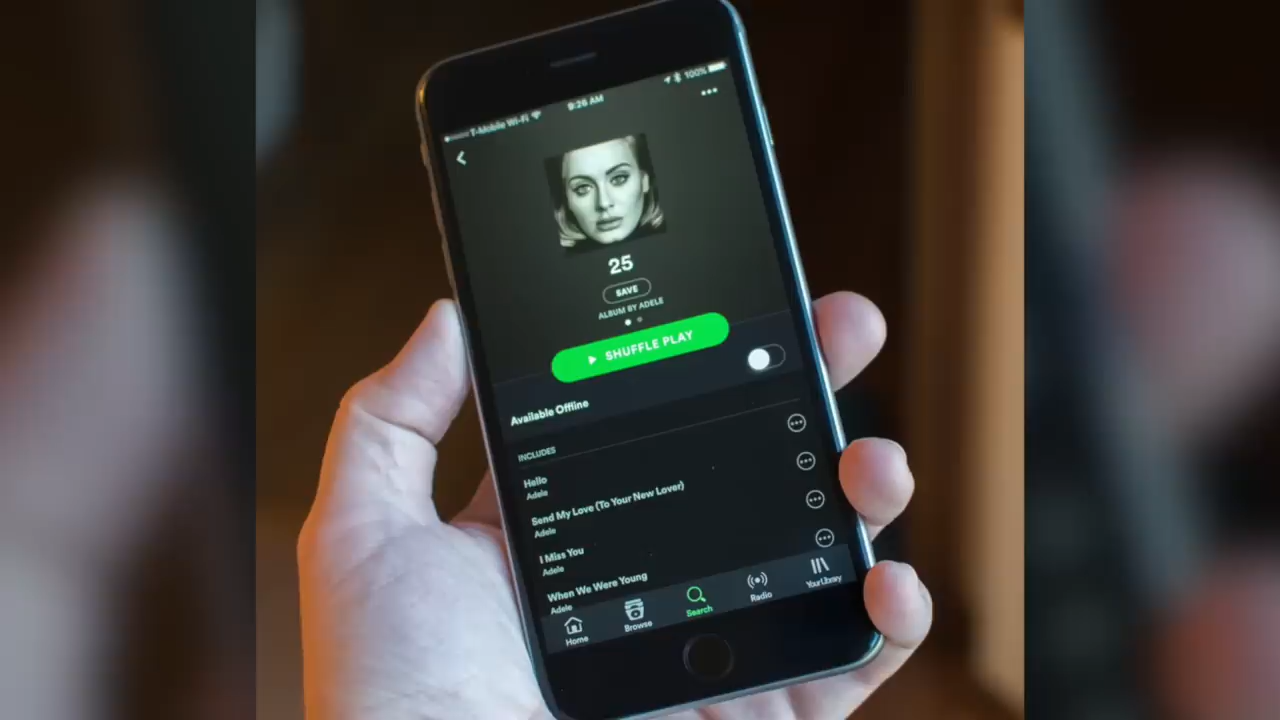 T-Mobile Wi-Fi 9:26 AM 100%
25
SAVE
ALBUM BY ADELE
SHUFFLE PLAY
Available Offline
INCLUDES
Hello
Adele
Send My Love (To Your New Lover)
Adele
I Miss You
Adele
When We Were Young
Adele
Home Browse Search Radio Your Library